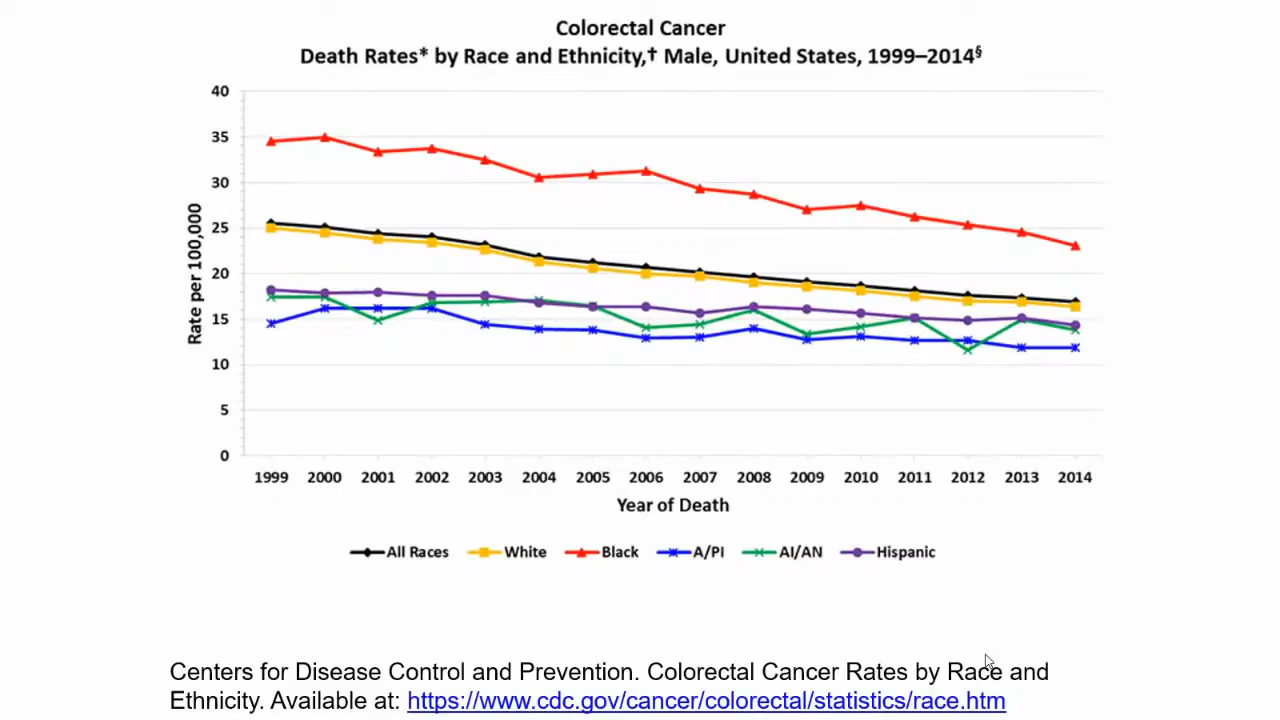 Colorectal Cancer
Death Rates* by Race and Ethnicity,† Male, United States, 1999–2014§
40
35
30
25
20
15
10
5
0
Rate per 100,000
1999 2000 2001 2002 2003 2004 2005 2006 2007 2008 2009 2010 2011 2012 2013 2014
Year of Death
All Races White Black A/PI AI/AN Hispanic
Centers for Disease Control and Prevention. Colorectal Cancer Rates by Race and
Ethnicity. Available at: https://www.cdc.gov/cancer/colorectal/statistics/race.htm